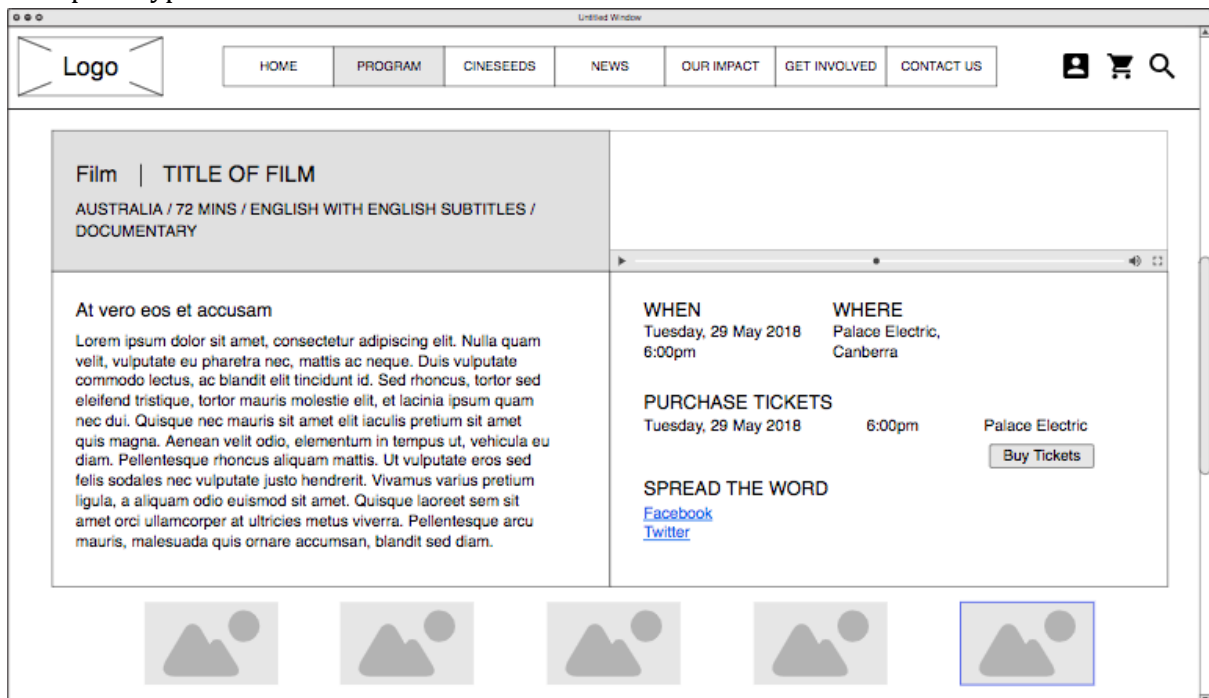 Untitled Window
Logo
HOME
PROGRAM
CINESEEDS
NEWS
OUR IMPACT
GET INVOLVED
CONTACT US
Film | TITLE OF FILM
AUSTRALIA / 72 MINS / ENGLISH WITH ENGLISH SUBTITLES /
DOCUMENTARY
At vero eos et accusam
Lorem ipsum dolor sit amet, consectetur adipiscing elit. Nulla quam
velit, vulputate eu pharetra nec, mattis ac neque. Duis vulputate
commodo lectus, ac blandit elit tincidunt id. Sed rhoncus, tortor sed
eleifend tristique, tortor mauris molestie elit, et lacinia ipsum quam
nec dui. Quisque nec mauris sit amet elit iaculis pretium sit amet
quis magna. Aenean velit odio, elementum in tempus ut, vehicula eu
diam. Pellentesque rhoncus aliquam mattis. Ut vulputate eros sed
felis sodales nec vulputate justo hendrerit. Vivamus varius pretium
ligula, a aliquam odio euismod sit amet. Quisque laoreet sem sit
amet orci ullamcorper at ultricies metus viverra. Pellentesque arcu
mauris, malesuada quis ornare accumsan, blandit sed diam.
WHEN
Tuesday, 29 May 2018
6:00pm
WHERE
Palace Electric,
Canberra
PURCHASE TICKETS
Tuesday, 29 May 2018 6:00pm Palace Electric
Buy Tickets
SPREAD THE WORD
Facebook
Twitter